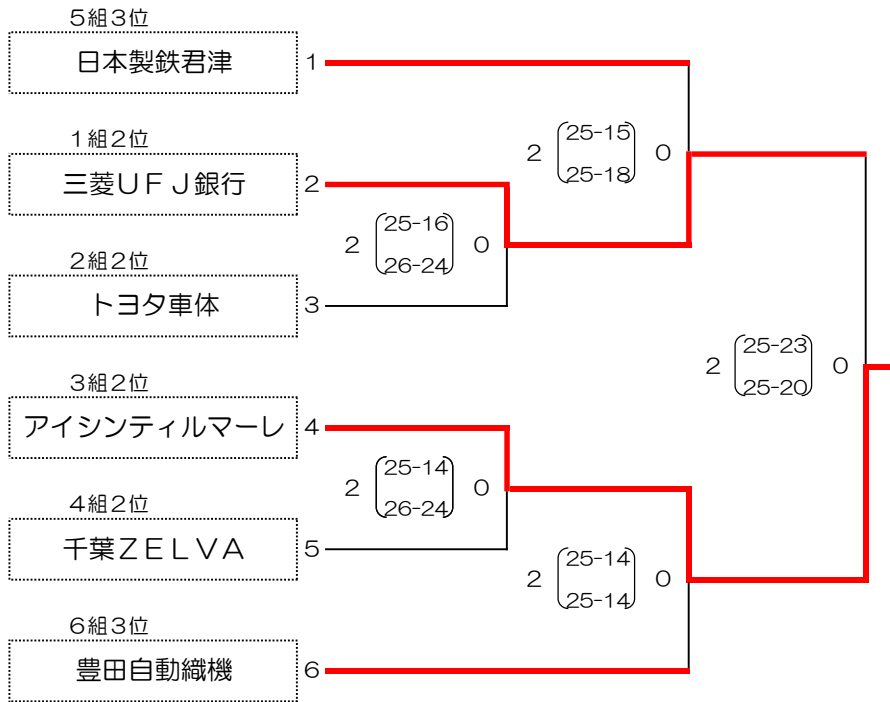 5組3位
日本製鉄君津
1
1組2位
三菱UFJ銀行
2
2組2位
トヨタ車体
3
3組2位
アイシンティルマーレ
4
4組2位
千葉ZELVA
5
6組3位
豊田自動織機
6
2 25-16 0
26-24
2 25-14 0
26-24
2 25-15 0
25-18
2 25-14 0
25-14
2 25-23 0
25-20